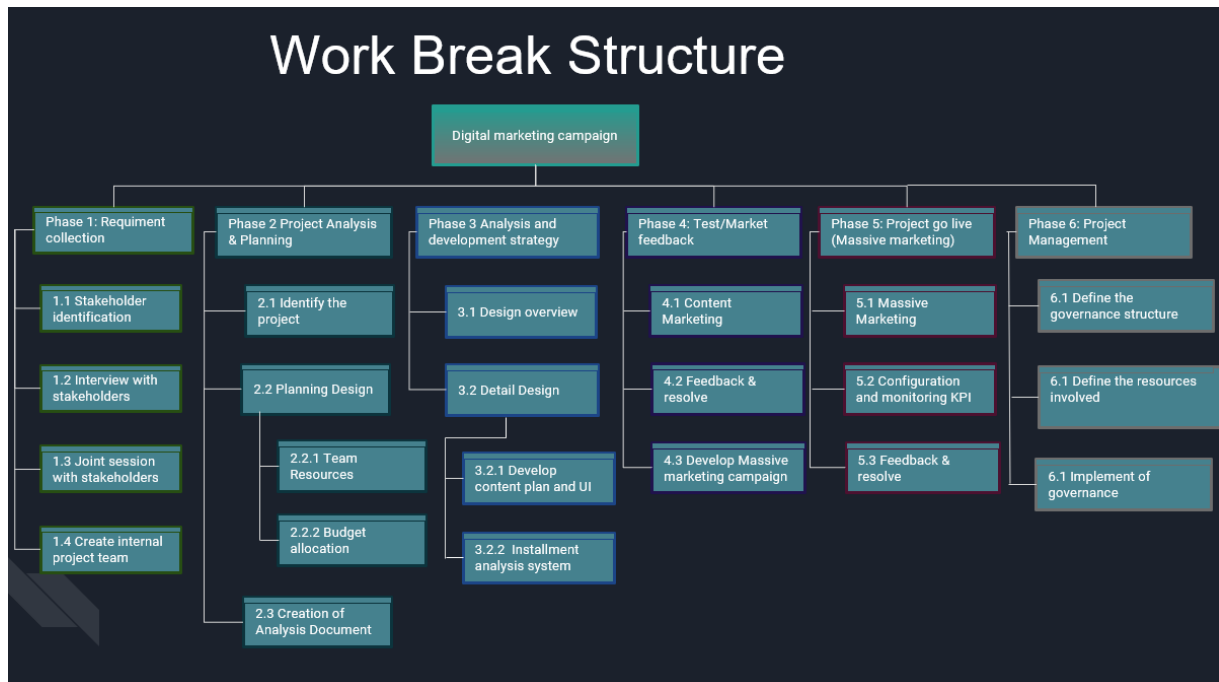 Work Break Structure
Digital marketing campaign
Phase 1: Requiment
collection
1.1 Stakeholder
identification
1.2 Interview with
stakeholders
1.3 Joint session
with stakeholders
1.4 Create internal
project team
Phase 2 Project Analysis
& Planning
2.1 Identify the
project
2.2 Planning Design
2.2.1 Team
Resources
2.2.2 Budget
allocation
2.3 Creation of
Analysis Document
Phase 3 Analysis and
development strategy
3.1 Design overview
3.2 Detail Design
3.2.1 Develop
content plan and UI
3.2.2 Installment
analysis system
Phase 4: Test/Market
feedback
4.1 Content
Marketing
4.2 Feedback &
resolve
4.3 Develop Massive
marketing campaign
Phase 5: Project go live
(Massive marketing)
5.1 Massive
Marketing
5.2 Configuration
and monitoring KPI
5.3 Feedback &
resolve
Phase 6: Project
Management
6.1 Define the
governance structure
6.1 Define the resources
involved
6.1 Implement of
governance